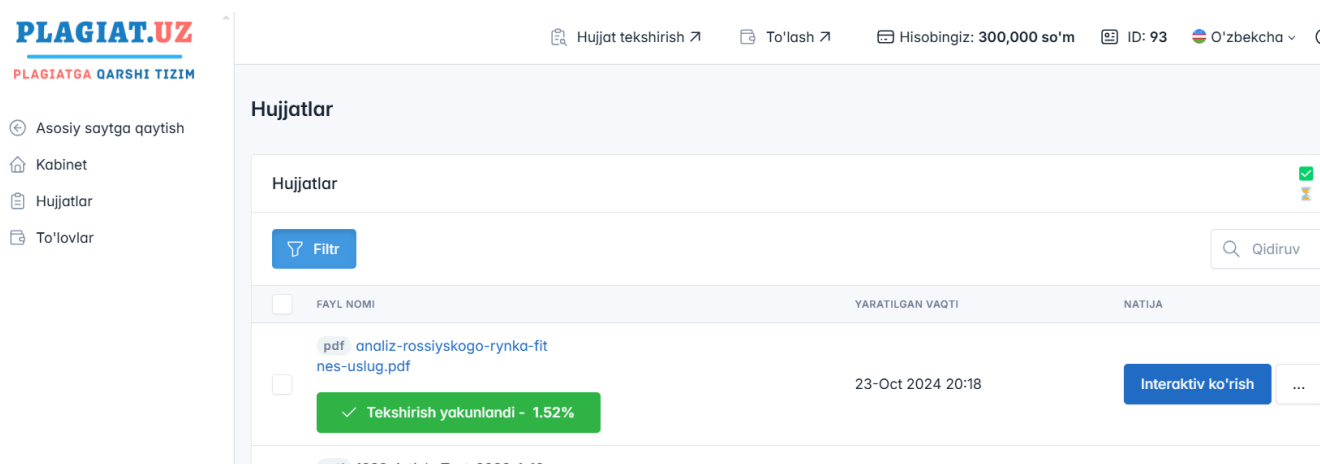 PLAGIAT.UZ
PLAGIATGA QARSHI TIZIM
Asosiy saytga qaytish
Kabinet
Hujjatlar
To'lovlar
Hujjat tekshirish ↗ To'lash ↗ Hisobingiz: 300,000 so'm ID: 93 O'zbekcha
Hujjatlar
Hujjatlar
Filtr
Qidiruv
FAYL NOMI YARATILGAN VAQTI NATIJA
pdf analiz-rossiyskogo-rynka-fit
nes-uslug.pdf
23-Oct 2024 20:18 Interaktiv ko'rish ...
Tekshirish yakunlandi - 1.52%